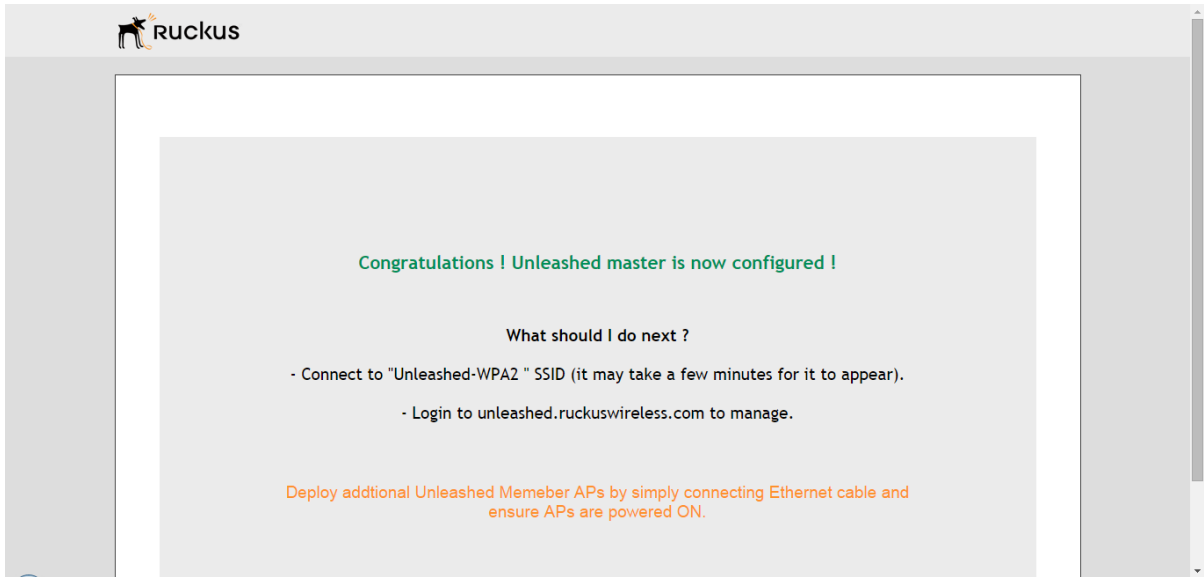 Ruckus
Congratulations ! Unleashed master is now configured !
What should I do next ?
- Connect to "Unleashed-WPA2 " SSID (it may take a few minutes for it to appear).
- Login to unleashed.ruckuswireless.com to manage.
Deploy addtional Unleashed Memeber APs by simply connecting Ethernet cable and
ensure APs are powered ON.